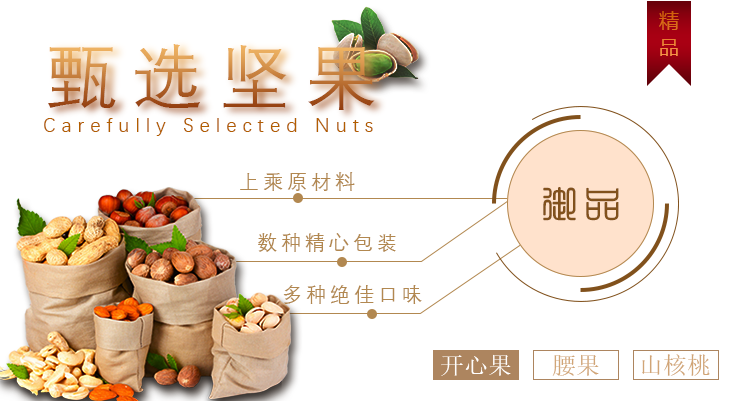 甄选坚果
Carefully Selected Nuts
精品
上乘原材料
数种精心包装
多种绝佳口味
御品
开心果
腰果
山核桃